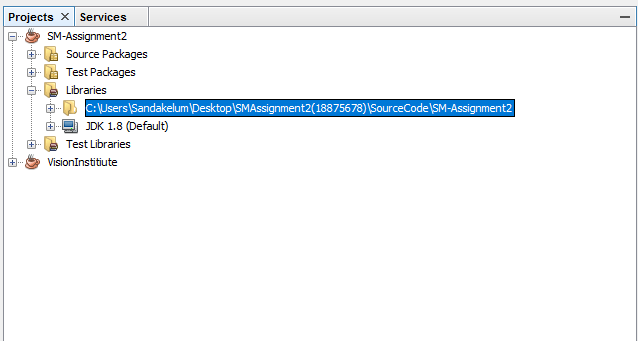 Projects Services
SM-Assignment2
Source Packages
Test Packages
Libraries
C:\Users\Sandakelum\Desktop\SMAssignment2(18875678)\SourceCode\SM-Assignment2
JDK 1.8 (Default)
Test Libraries
VisionInstitiute